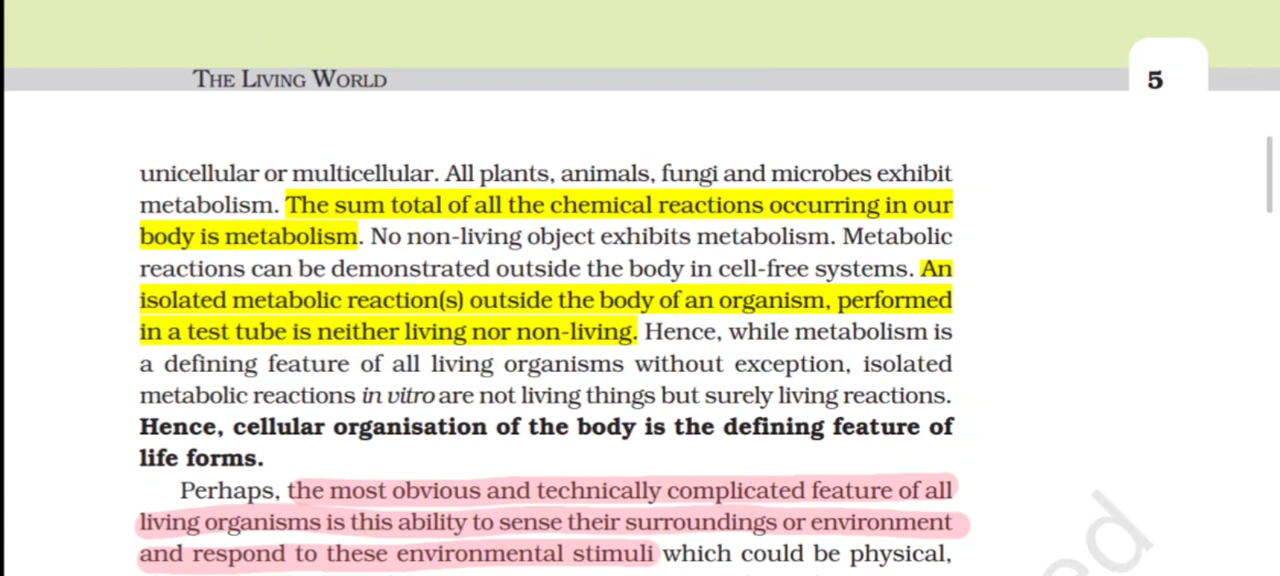 THE LIVING WORLD
5
unicellular or multicellular. All plants, animals, fungi and microbes exhibit
metabolism. The sum total of all the chemical reactions occurring in our
body is metabolism. No non-living object exhibits metabolism. Metabolic
reactions can be demonstrated outside the body in cell-free systems. An
isolated metabolic reaction(s) outside the body of an organism, performed
in a test tube is neither living nor non-living. Hence, while metabolism is
a defining feature of all living organisms without exception, isolated
metabolic reactions in vitro are not living things but surely living reactions.
Hence, cellular organisation of the body is the defining feature of
life forms.
Perhaps, the most obvious and technically complicated feature of all
living organisms is this ability to sense their surroundings or environment
and respond to these environmental stimuli which could be physical,